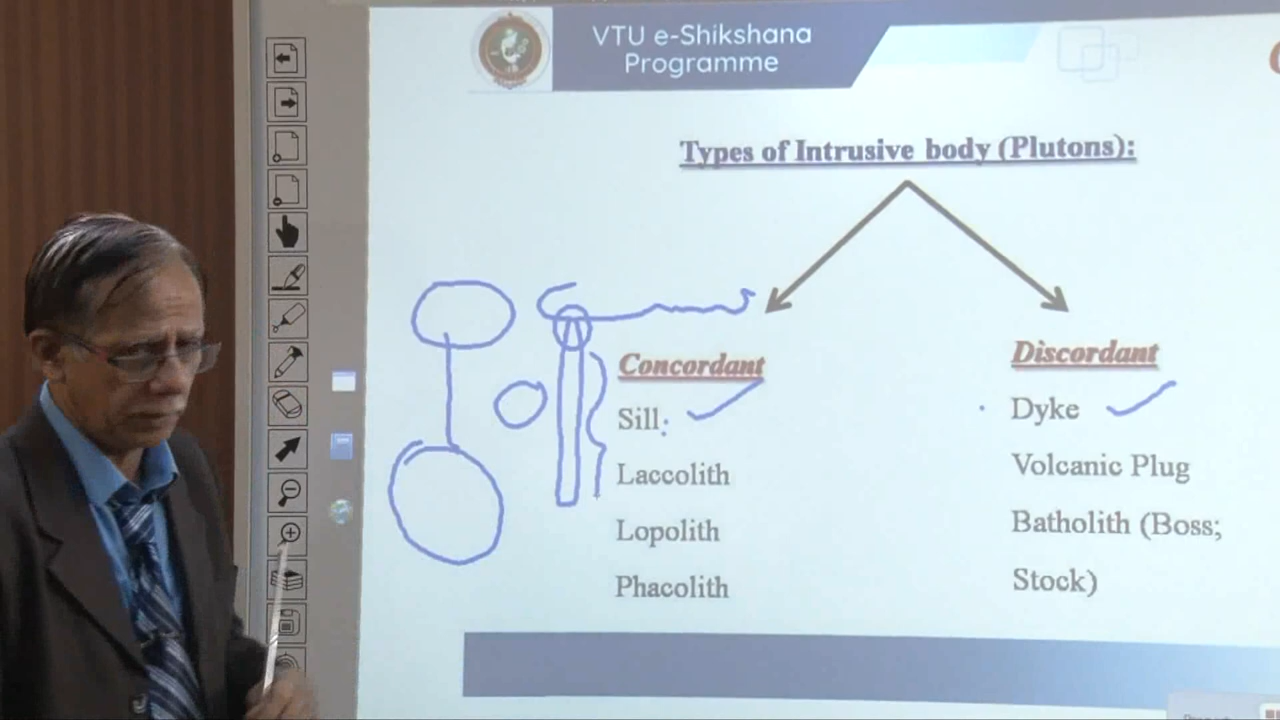 VTU e-Shikshana
Programme
Types of Intrusive body (Plutons):
Concordant
Sill
Laccolith
Lopolith
Phacolith
Discordant
Dyke
Volcanic Plug
Batholith (Boss;
Stock)